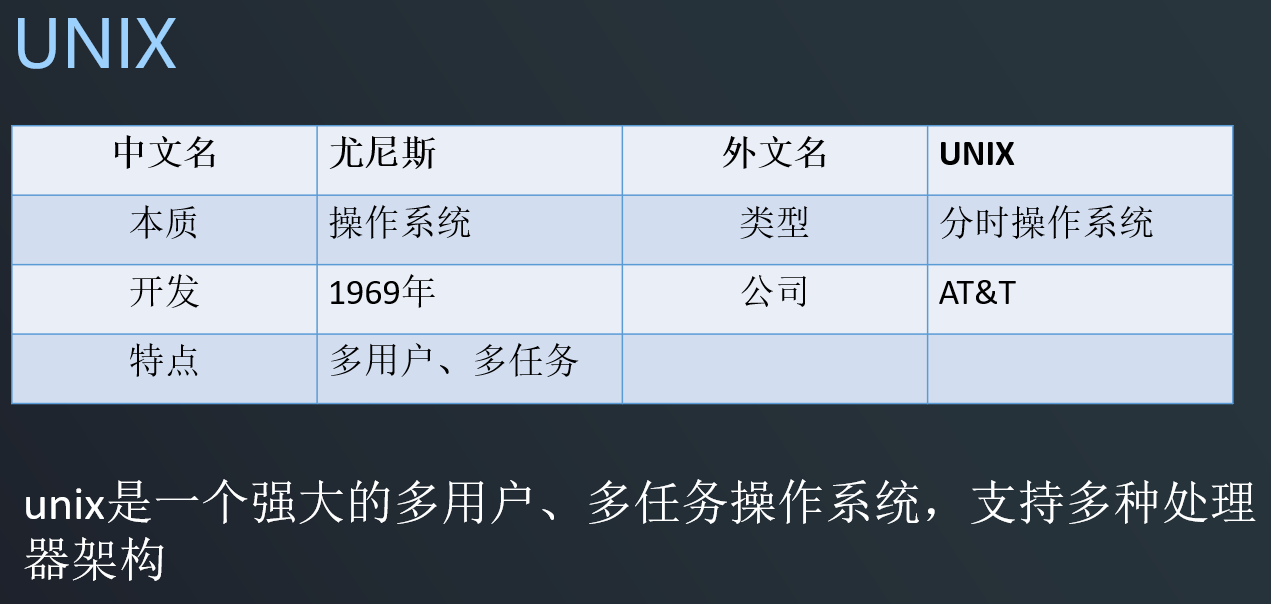 UNIX
中文名 尤尼斯 外文名 UNIX
本质 操作系统 类型 分时操作系统
开发 1969年 公司 AT&T
特点 多用户、多任务
unix是一个强大的多用户、多任务操作系统，支持多种处理
器架构